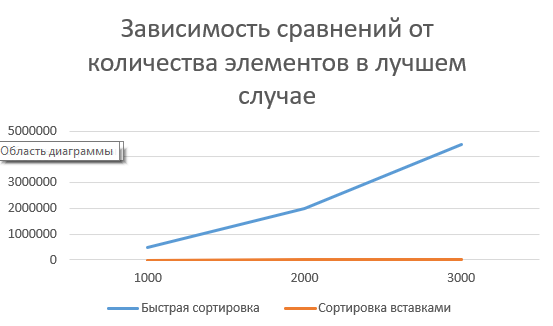 Зависимость сравнений от
количества элементов в лучшем
случае
5000000
Область диаграммы
3000000
2000000
1000000
0
1000 2000 3000
Быстрая сортировка Сортировка вставками